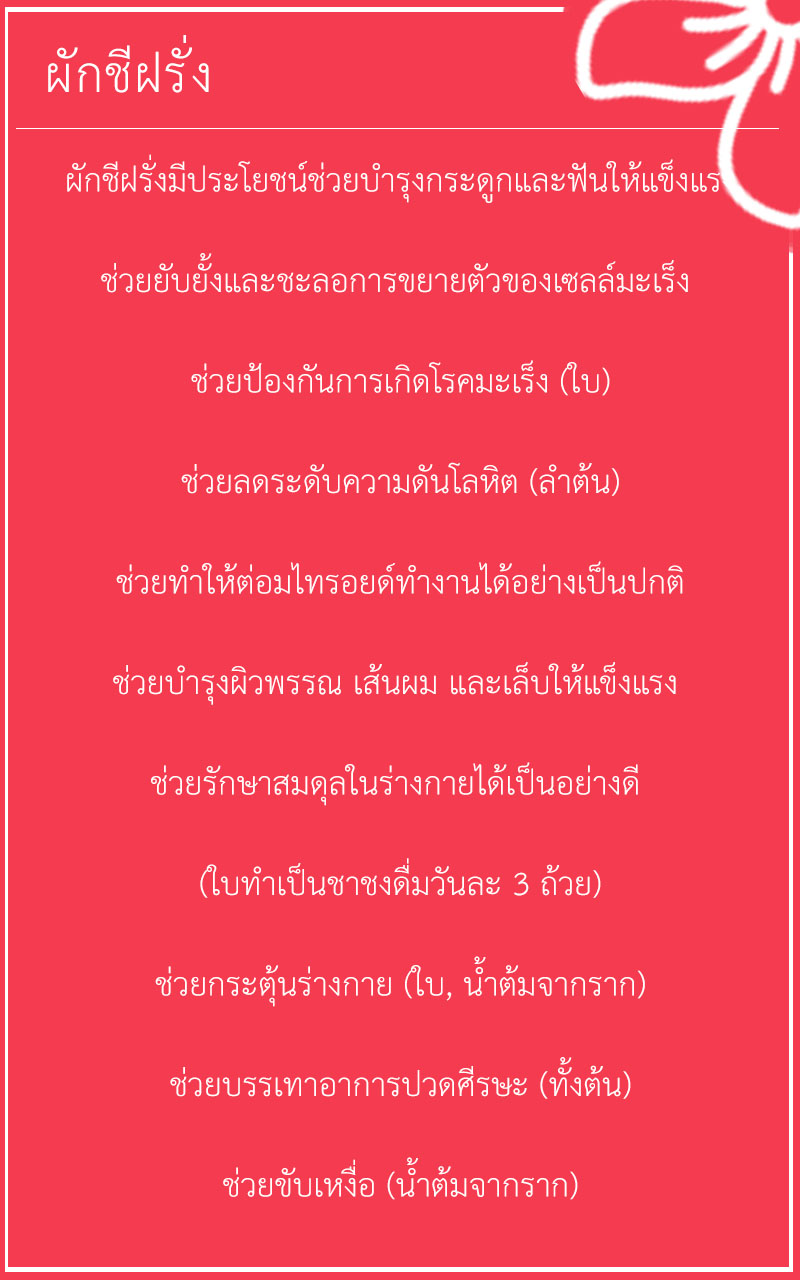 ผักชีฝรั่ง
ผักชีฝรั่งมีประโยชน์ช่วยบำรุงกระดูกและฟันให้แข็งแร
ช่วยยับยั้งและชะลอการขยายตัวของเซลล์มะเร็ง
ช่วยป้องกันการเกิดโรคมะเร็ง (ใบ)
ช่วยลดระดับความดันโลหิต (ลำต้น)
ช่วยทำให้ต่อมไทรอยด์ทำงานได้อย่างเป็นปกติ
ช่วยบำรุงผิวพรรณ เส้นผม และเล็บให้แข็งแรง
ช่วยรักษาสมดุลในร่างกายได้เป็นอย่างดี
(ใบทำเป็นชาชงดื่มวันละ 3 ถ้วย)
ช่วยกระตุ้นร่างกาย (ใบ, น้ำต้มจากราก)
ช่วยบรรเทาอาการปวดศีรษะ (ทั้งต้น)
ช่วยขับเหงื่อ (น้ำต้มจากราก)